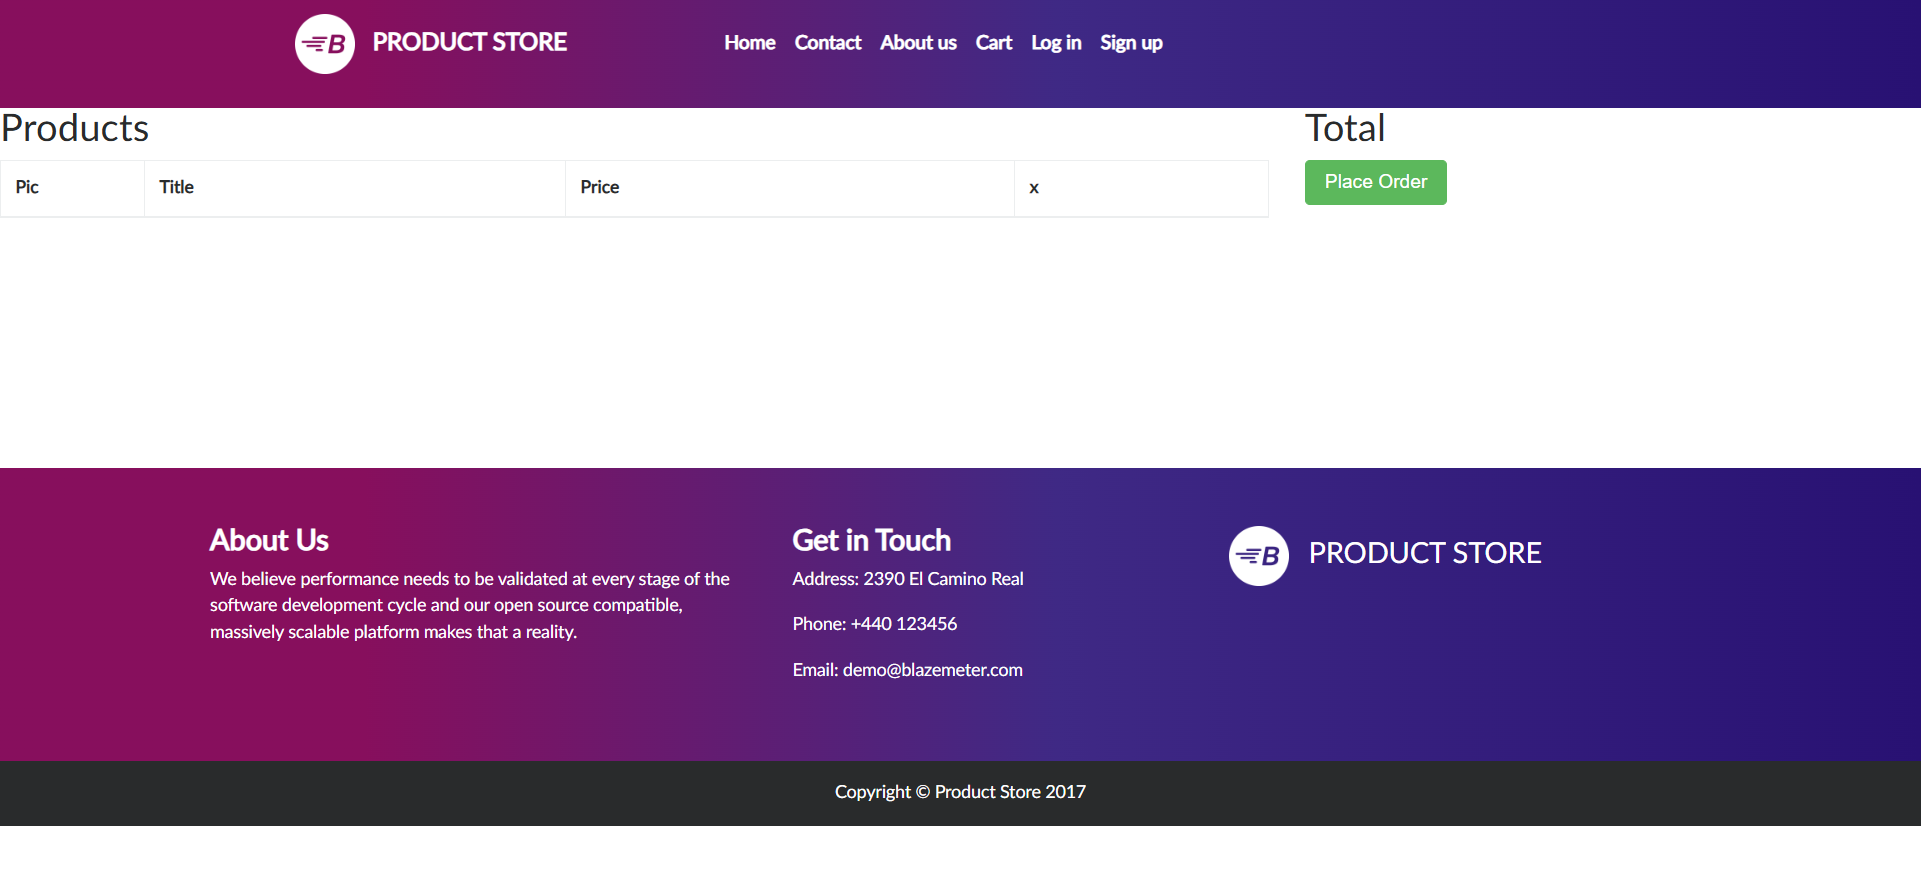 B PRODUCT STORE Home Contact About us Cart Log in Sign up
Products Total
Pic Title Price x
Place Order
About Us
We believe performance needs to be validated at every stage of the
software development cycle and our open source compatible,
massively scalable platform makes that a reality.
Get in Touch
Address: 2390 El Camino Real
Phone: +440 123456
Email: demo@blazemeter.com
B PRODUCT STORE
Copyright © Product Store 2017